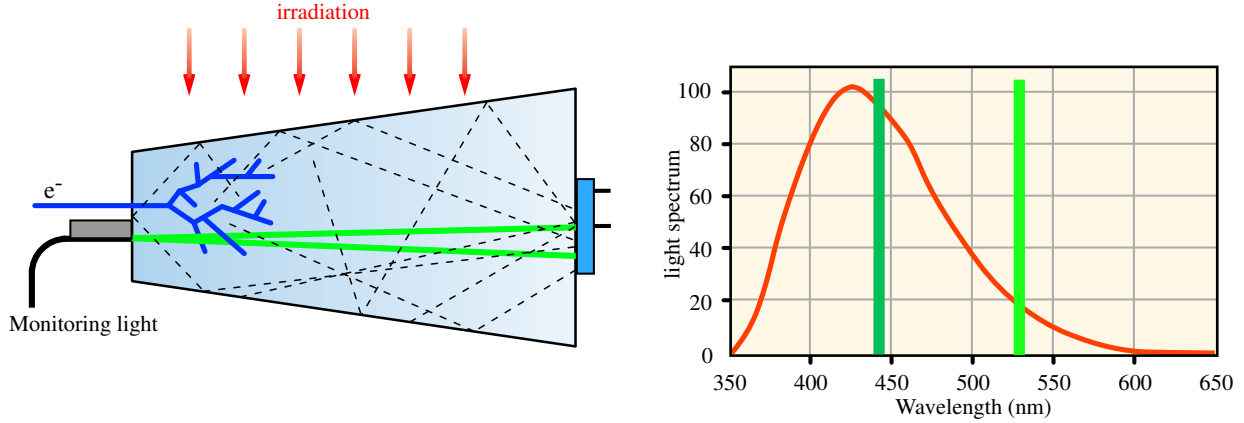 irradiation
e-
Monitoring light
light spectrum
100
80
60
40
20
0
350 400 450 500 550 600 650
Wavelength (nm)